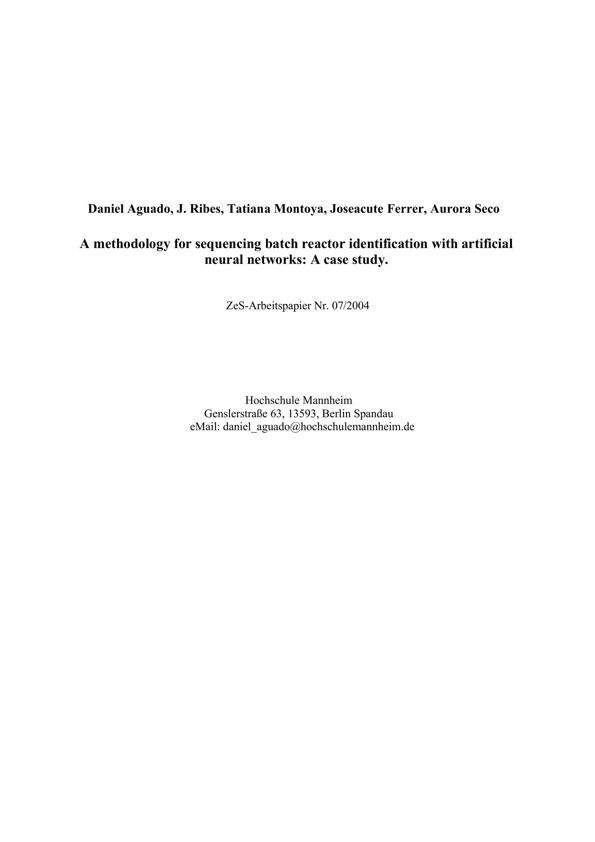 Daniel Aguado, J. Ribes, Tatiana Montoya, Joseacute Ferrer, Aurora Seco
A methodology for sequencing batch reactor identification with artificial
neural networks: A case study.
ZeS-Arbeitspapier Nr. 07/2004
Hochschule Mannheim
Genslerstraße 63, 13593, Berlin Spandau
eMail: daniel_aguado@hochschulemannheim.de